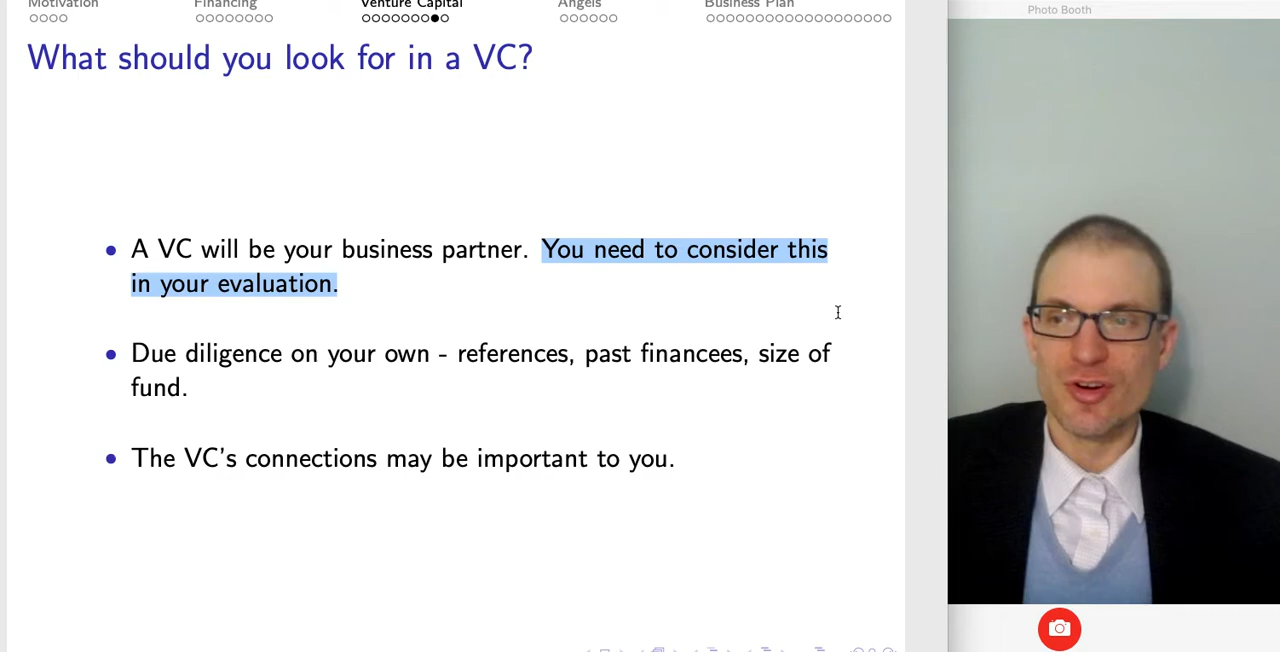 Motivation Financing Venture Capital Angels Business Plan
Photo Booth
What should you look for in a VC?
• A VC will be your business partner. You need to consider this
in your evaluation.
• Due diligence on your own - references, past financees, size of
fund.
• The VC's connections may be important to you.